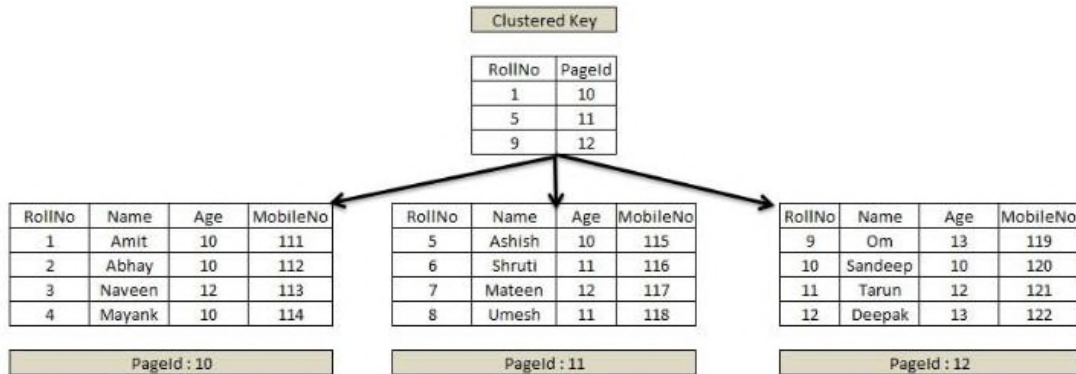 Clustered Key
RollNo PageId
1 10
5 11
9 12
RollNo Name Age MobileNo
1 Amit 10 111
2 Abhay 10 112
3 Naveen 12 113
4 Mayank 10 114
PageId : 10
RollNo Name Age MobileNo
5 Ashish 10 115
6 Shruti 11 116
7 Mateen 12 117
8 Umesh 11 118
PageId : 11
RollNo Name Age MobileNo
9 Om 13 119
10 Sandeep 10 120
11 Tarun 12 121
12 Deepak 13 122
PageId : 12